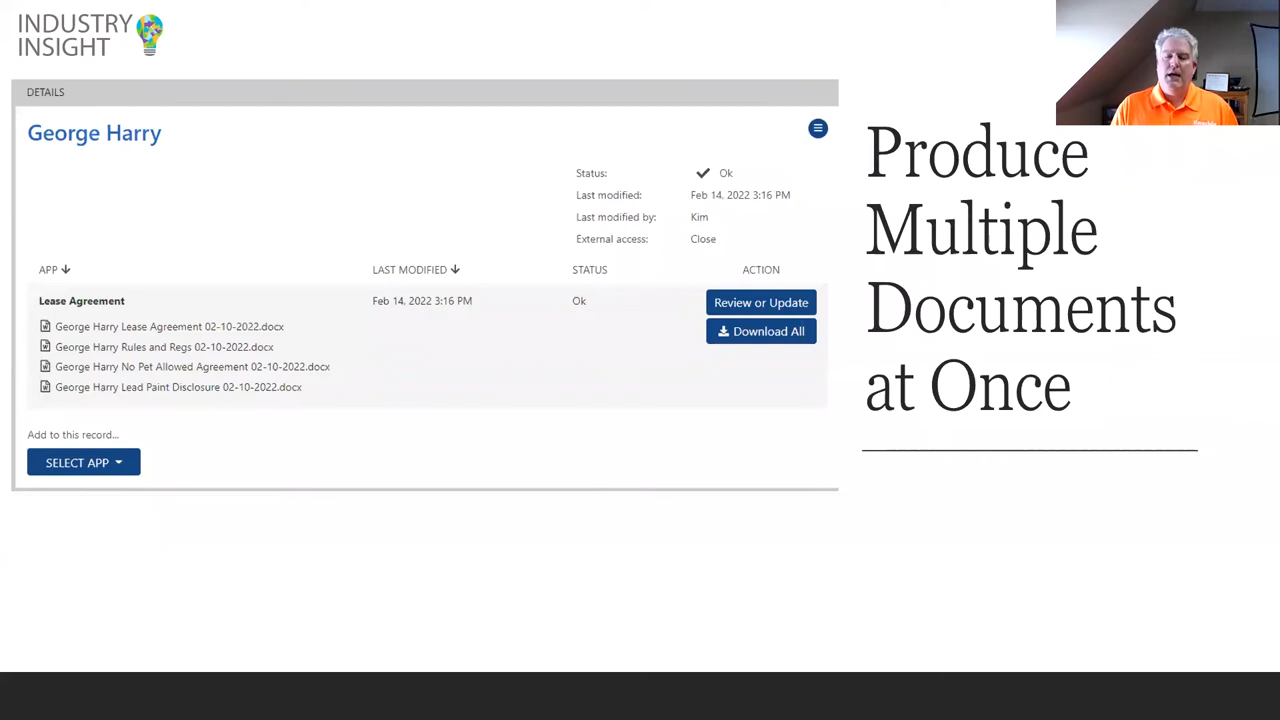 INDUSTRY
INSIGHT
DETAILS
George Harry
Status: Ok
Last modified: Feb 14, 2022 3:16 PM
Last modified by: Kim
External access: Close
APP LAST MODIFIED STATUS ACTION
Lease Agreement Feb 14, 2022 3:16 PM Ok Review or Update
George Harry Lease Agreement 02-10-2022.docx Download All
George Harry Rules and Regs 02-10-2022.docx
George Harry No Pet Allowed Agreement 02-10-2022.docx
George Harry Lead Paint Disclosure 02-10-2022.docx
Add to this record...
SELECT APP
Produce
Multiple
Documents
at Once